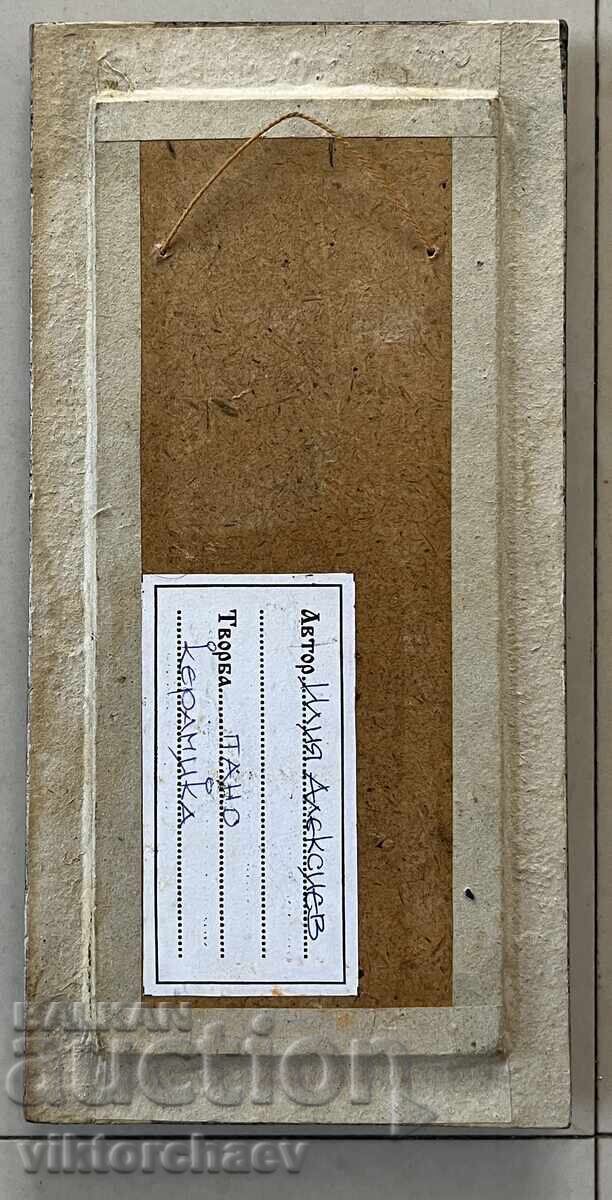 Автор Илия Алексиев
Творба пано
керамика
BALKAN
auction
viktorchaev